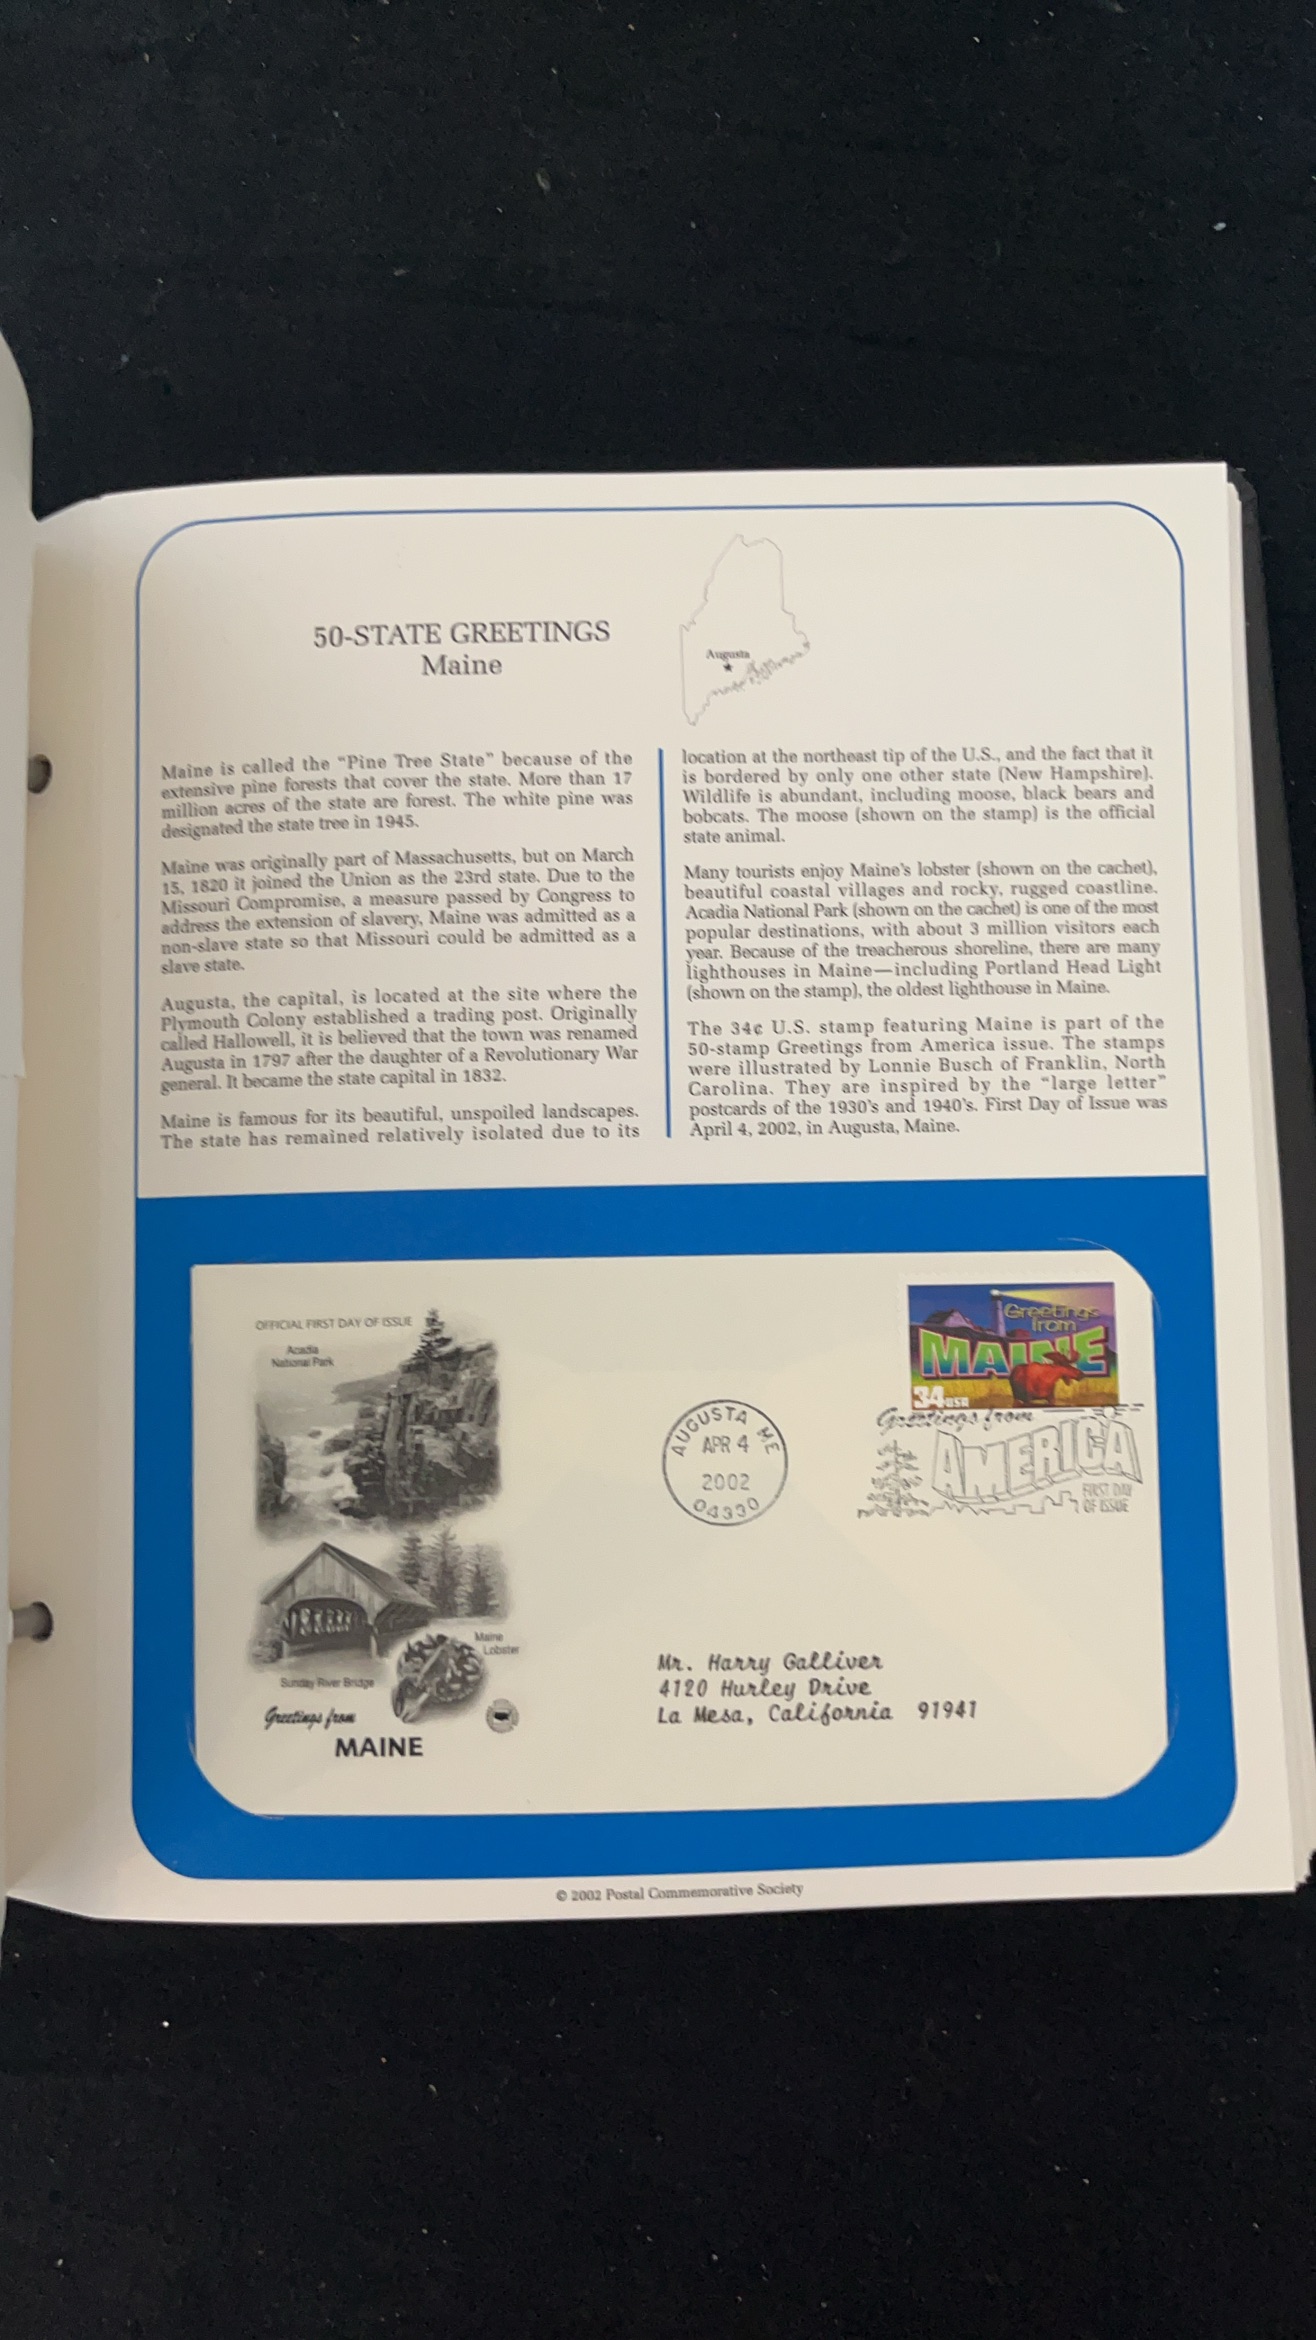 50-STATE GREETINGS
Maine
Augusta
Maine is called the “Pine Tree State” because of the
extensive pine forests that cover the state. More than 17
million acres of the state are forest. The white pine was
designated the state tree in 1945.
Maine was originally part of Massachusetts, but on March
15, 1820 it joined the Union as the 23rd state. Due to the
Missouri Compromise, a measure passed by Congress to
address the extension of slavery, Maine was admitted as a
non-slave state so that Missouri could be admitted as a
slave state.
Augusta, the capital, is located at the site where the
Plymouth Colony established a trading post. Originally
called Hallowell, it is believed that the town was renamed
Augusta in 1797 after the daughter of a Revolutionary War
general. It became the state capital in 1832.
Maine is famous for its beautiful, unspoiled landscapes.
The state has remained relatively isolated due to its
location at the northeast tip of the U.S., and the fact that it
is bordered by only one other state (New Hampshire).
Wildlife is abundant, including moose, black bears and
bobcats. The moose (shown on the stamp) is the official
state animal.
Many tourists enjoy Maine’s lobster (shown on the cachet),
beautiful coastal villages and rocky, rugged coastline.
Acadia National Park (shown on the cachet) is one of the most
popular destinations, with about 3 million visitors each
year. Because of the treacherous shoreline, there are many
lighthouses in Maine—including Portland Head Light
(shown on the stamp), the oldest lighthouse in Maine.
The 34¢ U.S. stamp featuring Maine is part of the
50-stamp Greetings from America issue. The stamps
were illustrated by Lonnie Busch of Franklin, North
Carolina. They are inspired by the “large letter”
postcards of the 1930’s and 1940’s. First Day of Issue was
April 4, 2002, in Augusta, Maine.
OFFICIAL FIRST DAY OF ISSUE
Acadia
National Park
Sunday River Bridge
Maine
Lobster
Greetings from
MAINE
AUGUSTA ME
APR 4
2002
04330
Greetings
from
MAINE
34 USA
Greetings from
AMERICA
FIRST DAY
OF ISSUE
Mr. Harry Galliver
4120 Hurley Drive
La Mesa, California 91941
© 2002 Postal Commemorative Society